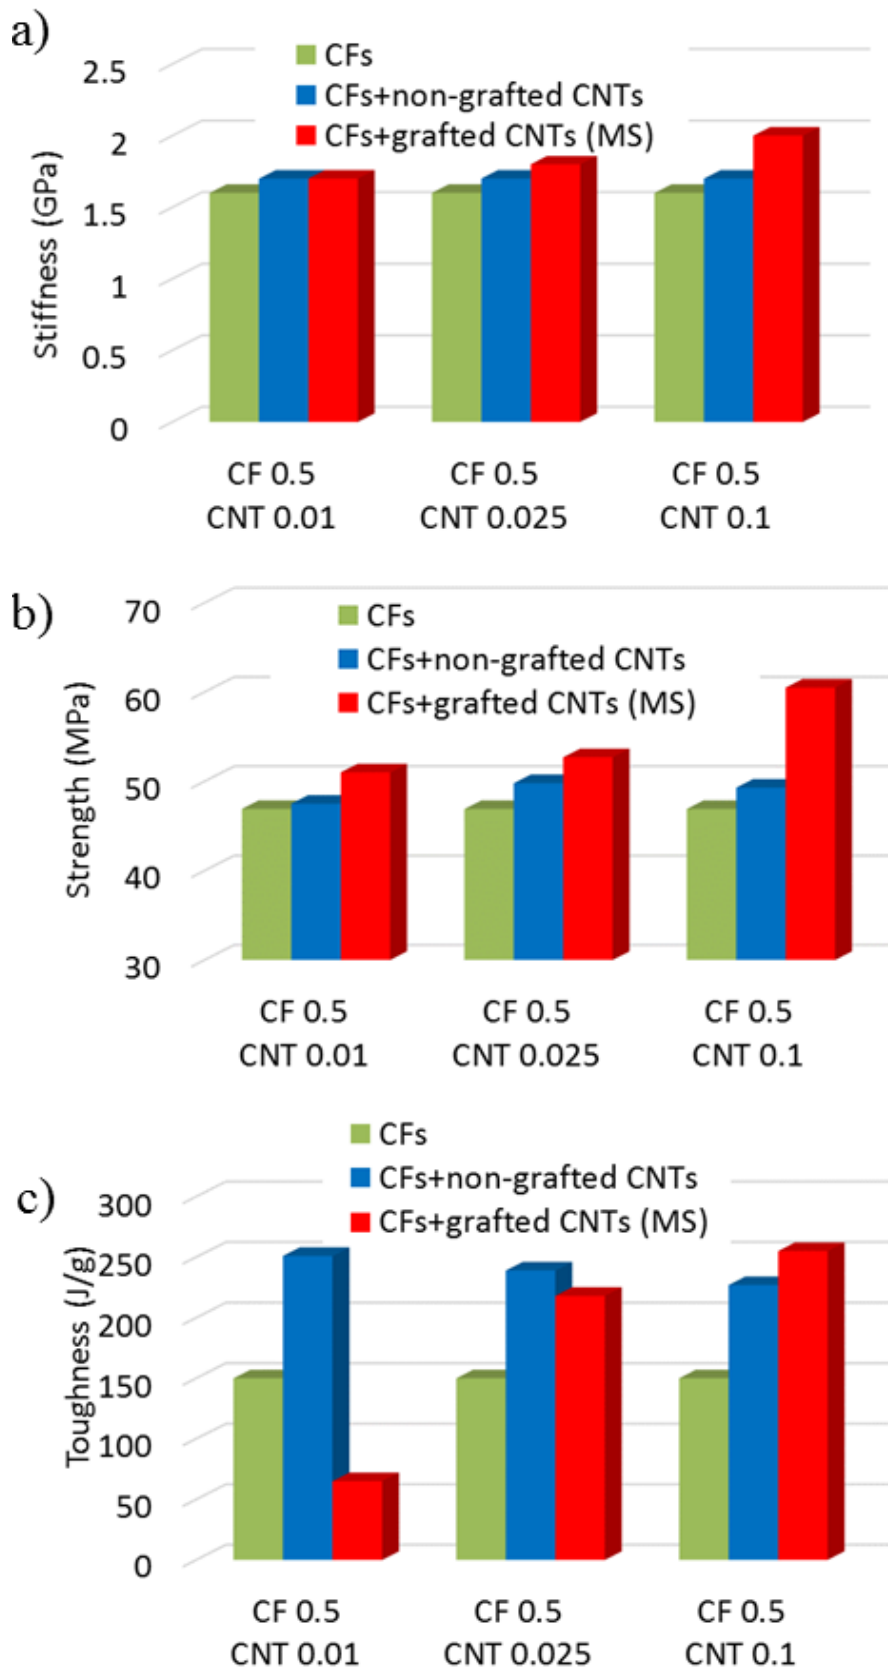 a)
CFs
CFs+non-grafted CNTs
CFs+grafted CNTs (MS)
Stiffness (GPa)
2.5
2
1.5
1
0.5
0
CF 0.5
CNT 0.01
CF 0.5
CNT 0.025
CF 0.5
CNT 0.1
b)
CFs
CFs+non-grafted CNTs
CFs+grafted CNTs (MS)
Strength (MPa)
70
60
50
40
30
CF 0.5
CNT 0.01
CF 0.5
CNT 0.025
CF 0.5
CNT 0.1
c)
CFs
CFs+non-grafted CNTs
CFs+grafted CNTs (MS)
Toughness (J/g)
300
250
200
150
100
50
0
CF 0.5
CNT 0.01
CF 0.5
CNT 0.025
CF 0.5
CNT 0.1